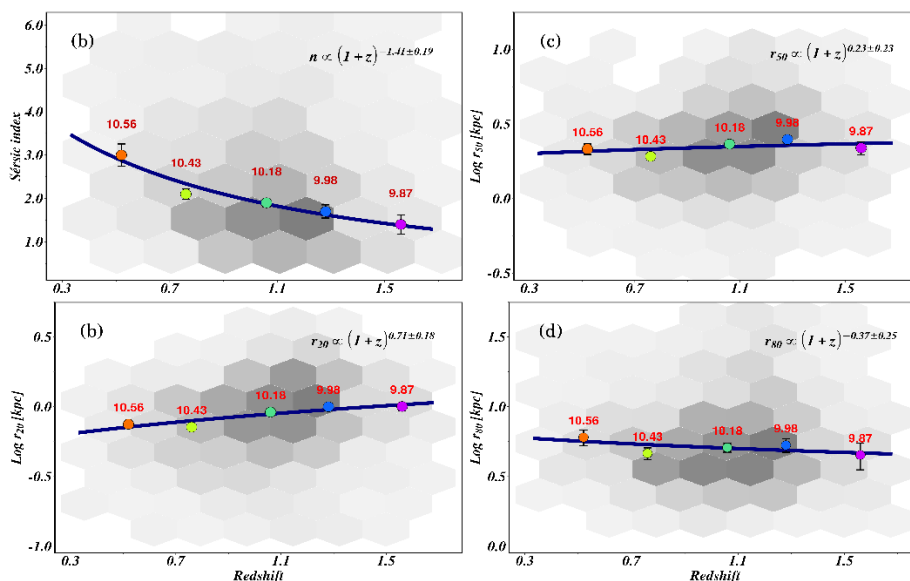 (b)
n ∝ (1+z)^−1.41±0.19
Sérsic index
6.0
5.0
4.0
3.0
2.0
1.0
10.56
10.43
10.18
9.98
9.87
0.3 0.7 1.1 1.5
(c)
r50 ∝ (1+z)^0.23±0.23
Log r50 [kpc]
1.0
0.5
0.0
-0.5
10.56
10.43
10.18
9.98
9.87
0.3 0.7 1.1 1.5
(b)
r20 ∝ (1+z)^0.71±0.18
Log r20 [kpc]
0.5
0.0
-0.5
-1.0
10.56
10.43
10.18
9.98
9.87
0.3 0.7 1.1 1.5
Redshift
(d)
r80 ∝ (1+z)^−0.37±0.25
Log r80 [kpc]
1.5
1.0
0.5
0.0
10.56
10.43
10.18
9.98
9.87
0.3 0.7 1.1 1.5
Redshift